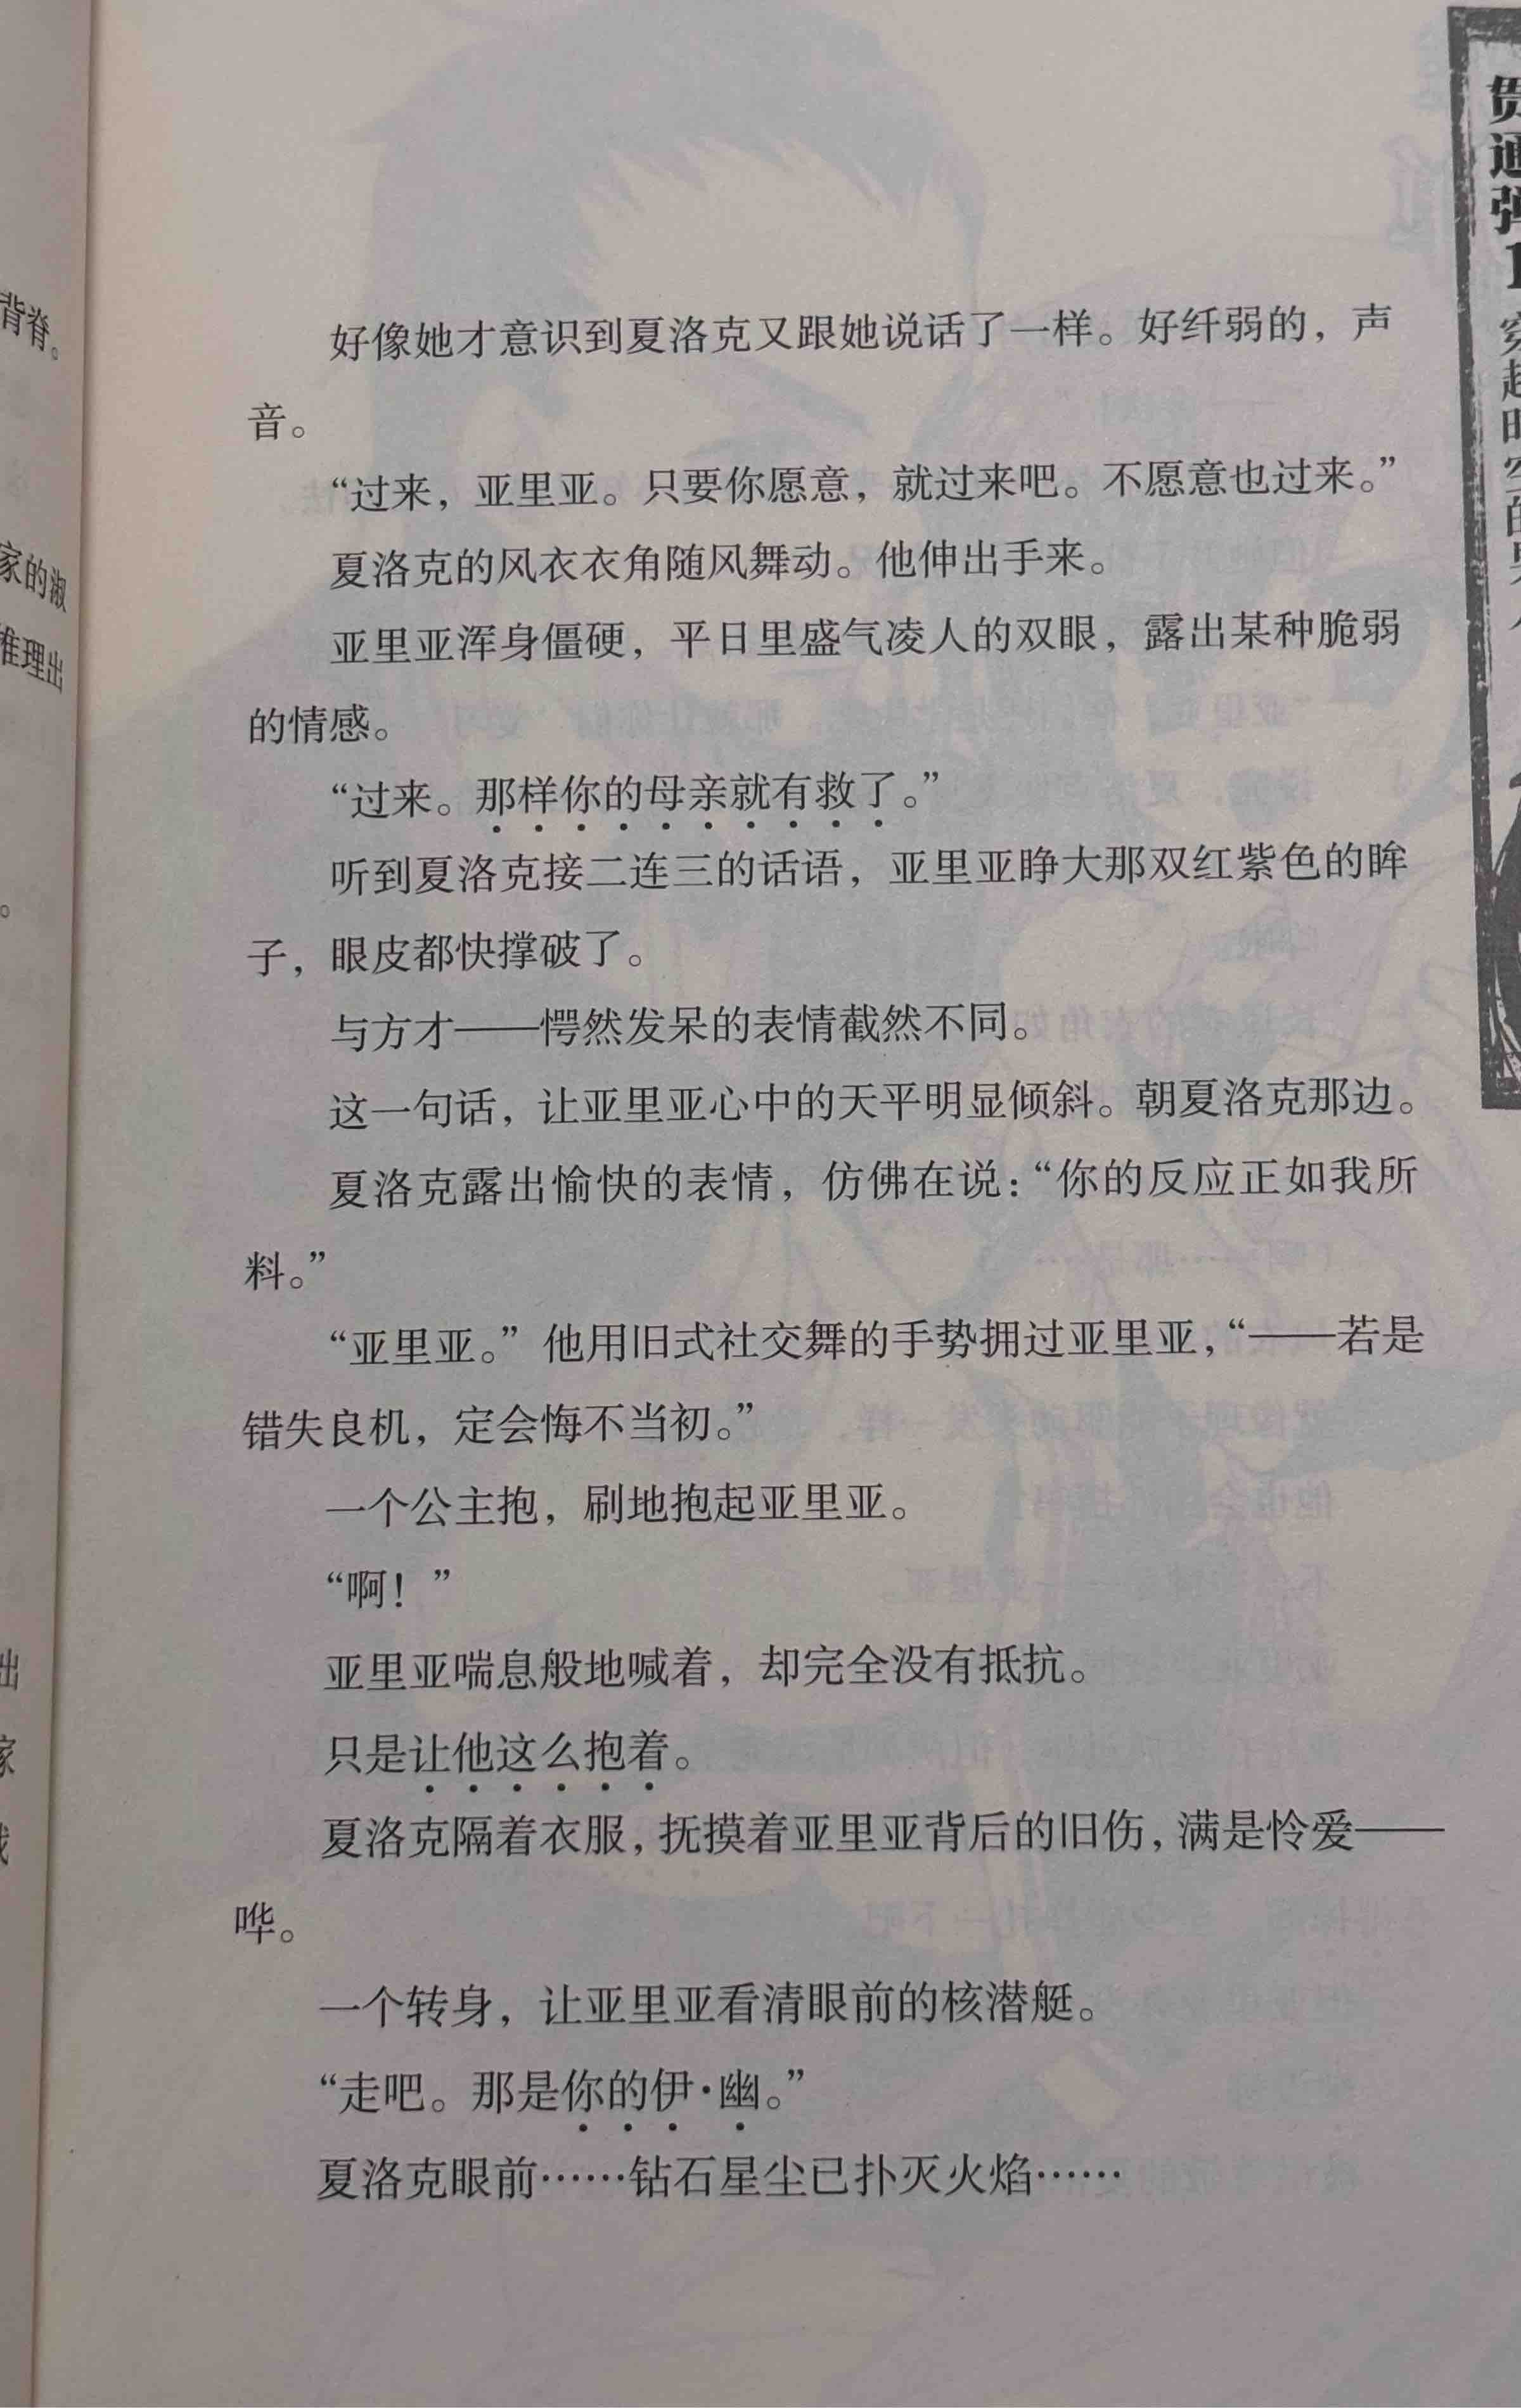 背脊。
家的淑
推理出
。
出
家
好像她才意识到夏洛克又跟她说话了一样。好纤弱的，声
音。
“过来，亚里亚。只要你愿意，就过来吧。不愿意也过来。”
夏洛克的风衣衣角随风舞动。他伸出手来。
亚里亚浑身僵硬，平日里盛气凌人的双眼，露出某种脆弱
的情感。
“过来。那样你的母亲就有救了。”
听到夏洛克接二连三的话语，亚里亚睁大那双红紫色的眸
子，眼皮都快撑破了。
与方才——愕然发呆的表情截然不同。
这一句话，让亚里亚心中的天平明显倾斜。朝夏洛克那边。
夏洛克露出愉快的表情，仿佛在说：“你的反应正如我所
料。”
“亚里亚。”他用旧式社交舞的手势拥过亚里亚，“——若是
错失良机，定会悔不当初。”
一个公主抱，刷地抱起亚里亚。
“啊！”
亚里亚喘息般地喊着，却完全没有抵抗。
只是让他这么抱着。
夏洛克隔着衣服，抚摸着亚里亚背后的旧伤，满是怜爱——
哗。
一个转身，让亚里亚看清眼前的核潜艇。
“走吧。那是你的伊·幽。”
夏洛克眼前……钻石星尘已扑灭火焰……
贯通弹1
穿越时空的男人